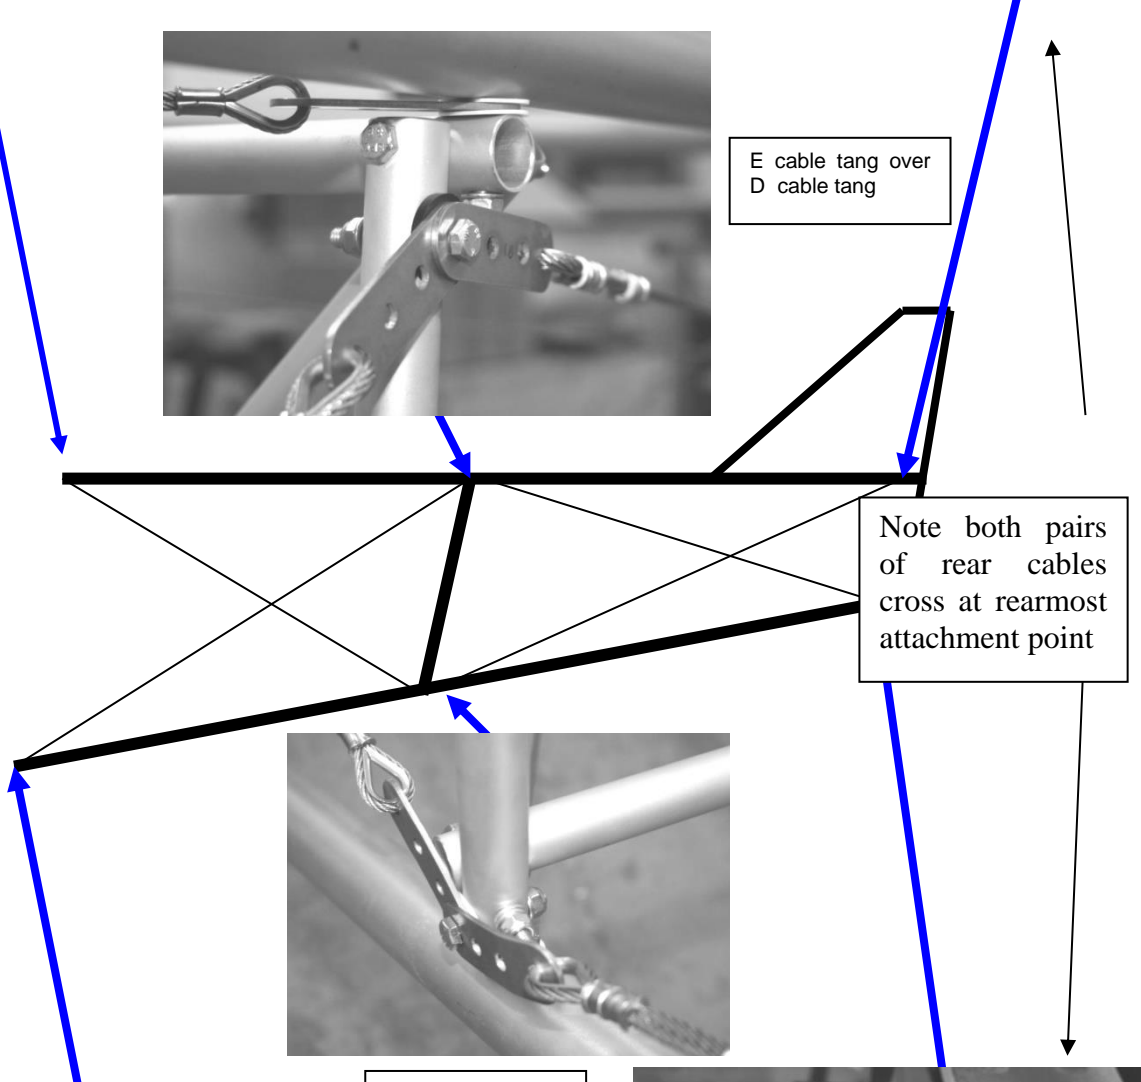 E cable tang over
D cable tang
Note both pairs
of rear cables
cross at rearmost
attachment point